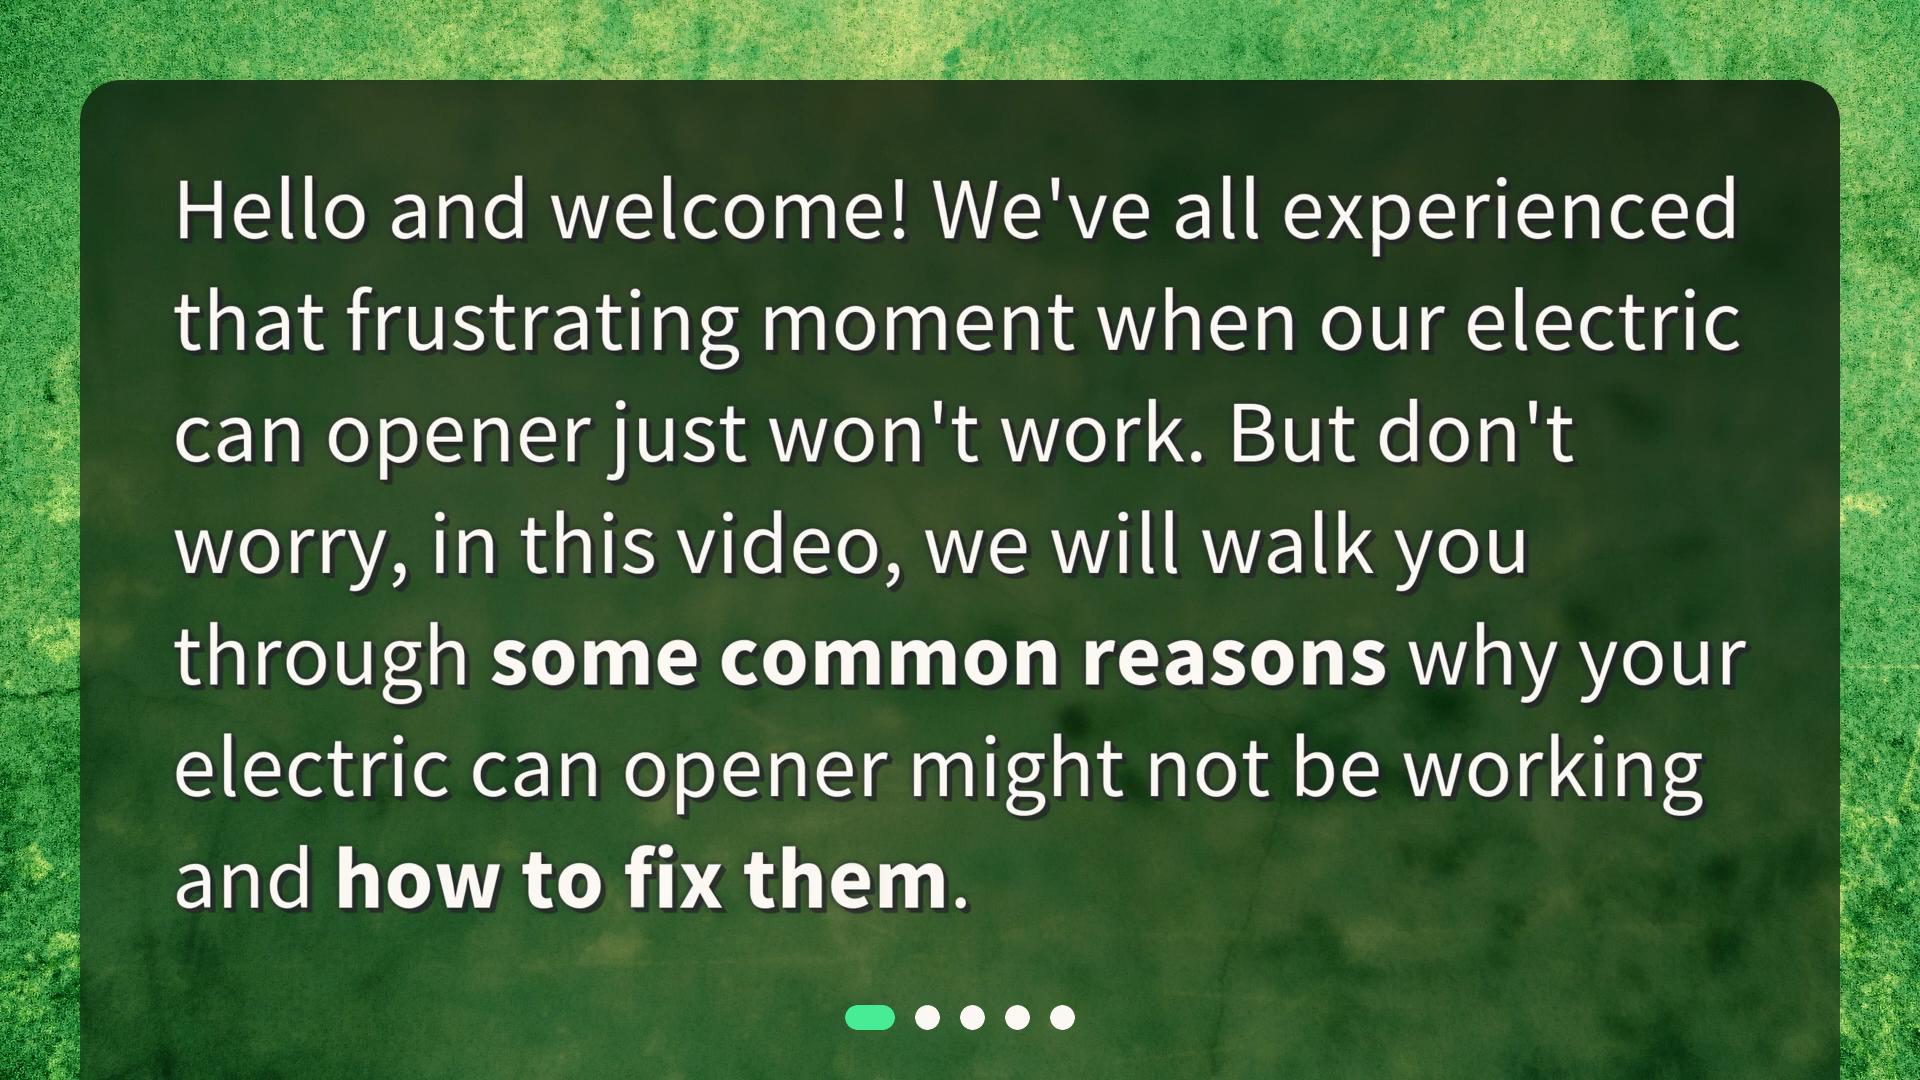 Hello and welcome! We've all experienced
that frustrating moment when our electric
can opener just won't work. But don't
worry, in this video, we will walk you
through some common reasons why your
electric can opener might not be working
and how to fix them.